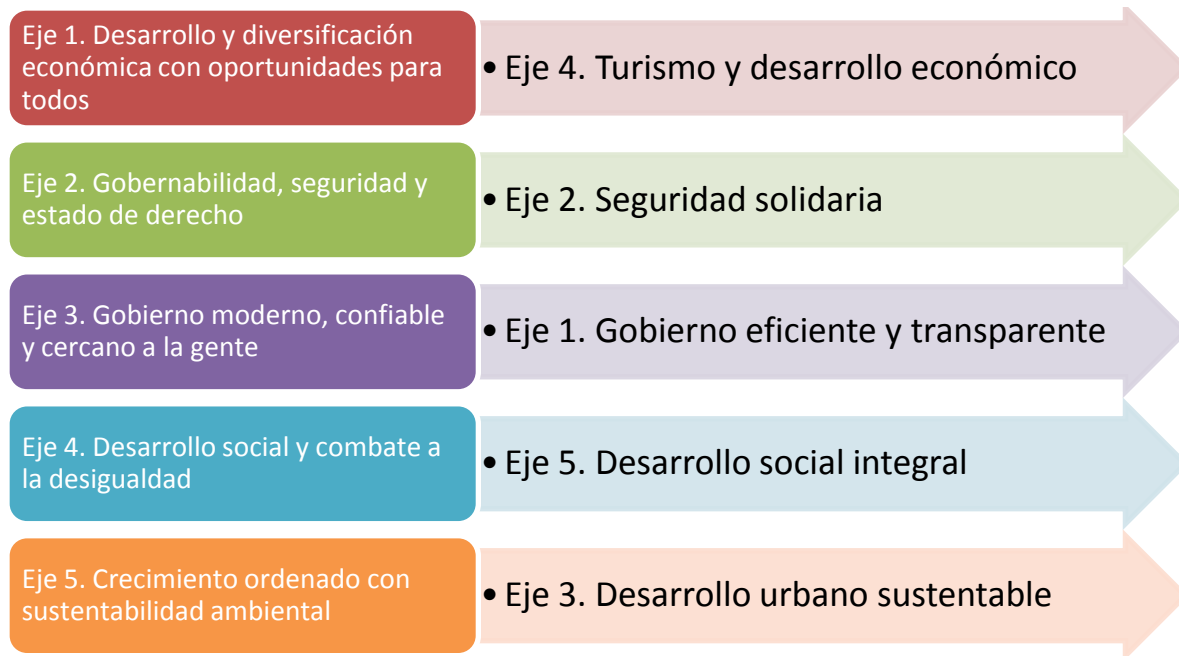 Eje 1. Desarrollo y diversificación
económica con oportunidades para
todos
• Eje 4. Turismo y desarrollo económico
Eje 2. Gobernabilidad, seguridad y
estado de derecho
• Eje 2. Seguridad solidaria
Eje 3. Gobierno moderno, confiable
y cercano a la gente
• Eje 1. Gobierno eficiente y transparente
Eje 4. Desarrollo social y combate a
la desigualdad
• Eje 5. Desarrollo social integral
Eje 5. Crecimiento ordenado con
sustentabilidad ambiental
• Eje 3. Desarrollo urbano sustentable